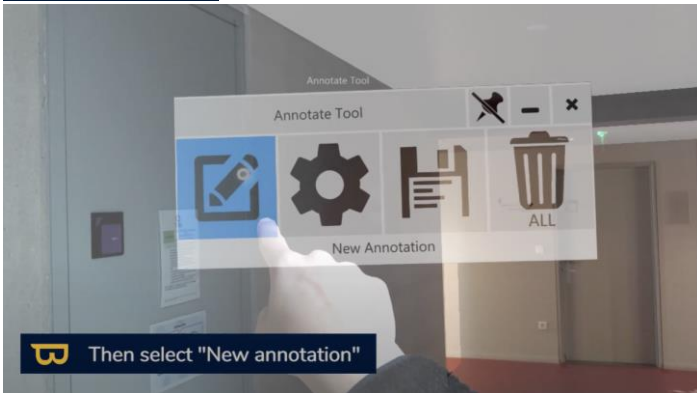 Annotate Tool
Annotate Tool
ALL
New Annotation
Then select "New annotation"